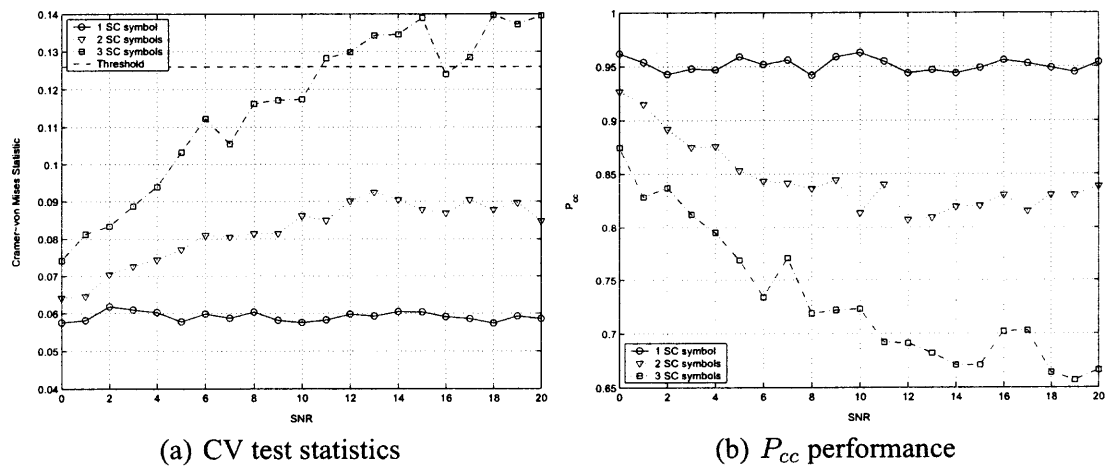 0.14
0.13
0.12
0.11
0.1
0.09
0.08
0.07
0.06
0.05
0.04
Cramer-von Mises Statistic
1 SC symbol
2 SC symbols
3 SC symbols
Threshold
0 2 4 6 8 10 12 14 16 18 20
SNR
(a) CV test statistics
1
0.95
0.9
0.85
0.8
0.75
0.7
0.65
P_cc
1 SC symbol
2 SC symbols
3 SC symbols
0 2 4 6 8 10 12 14 16 18 20
SNR
(b) P_cc performance